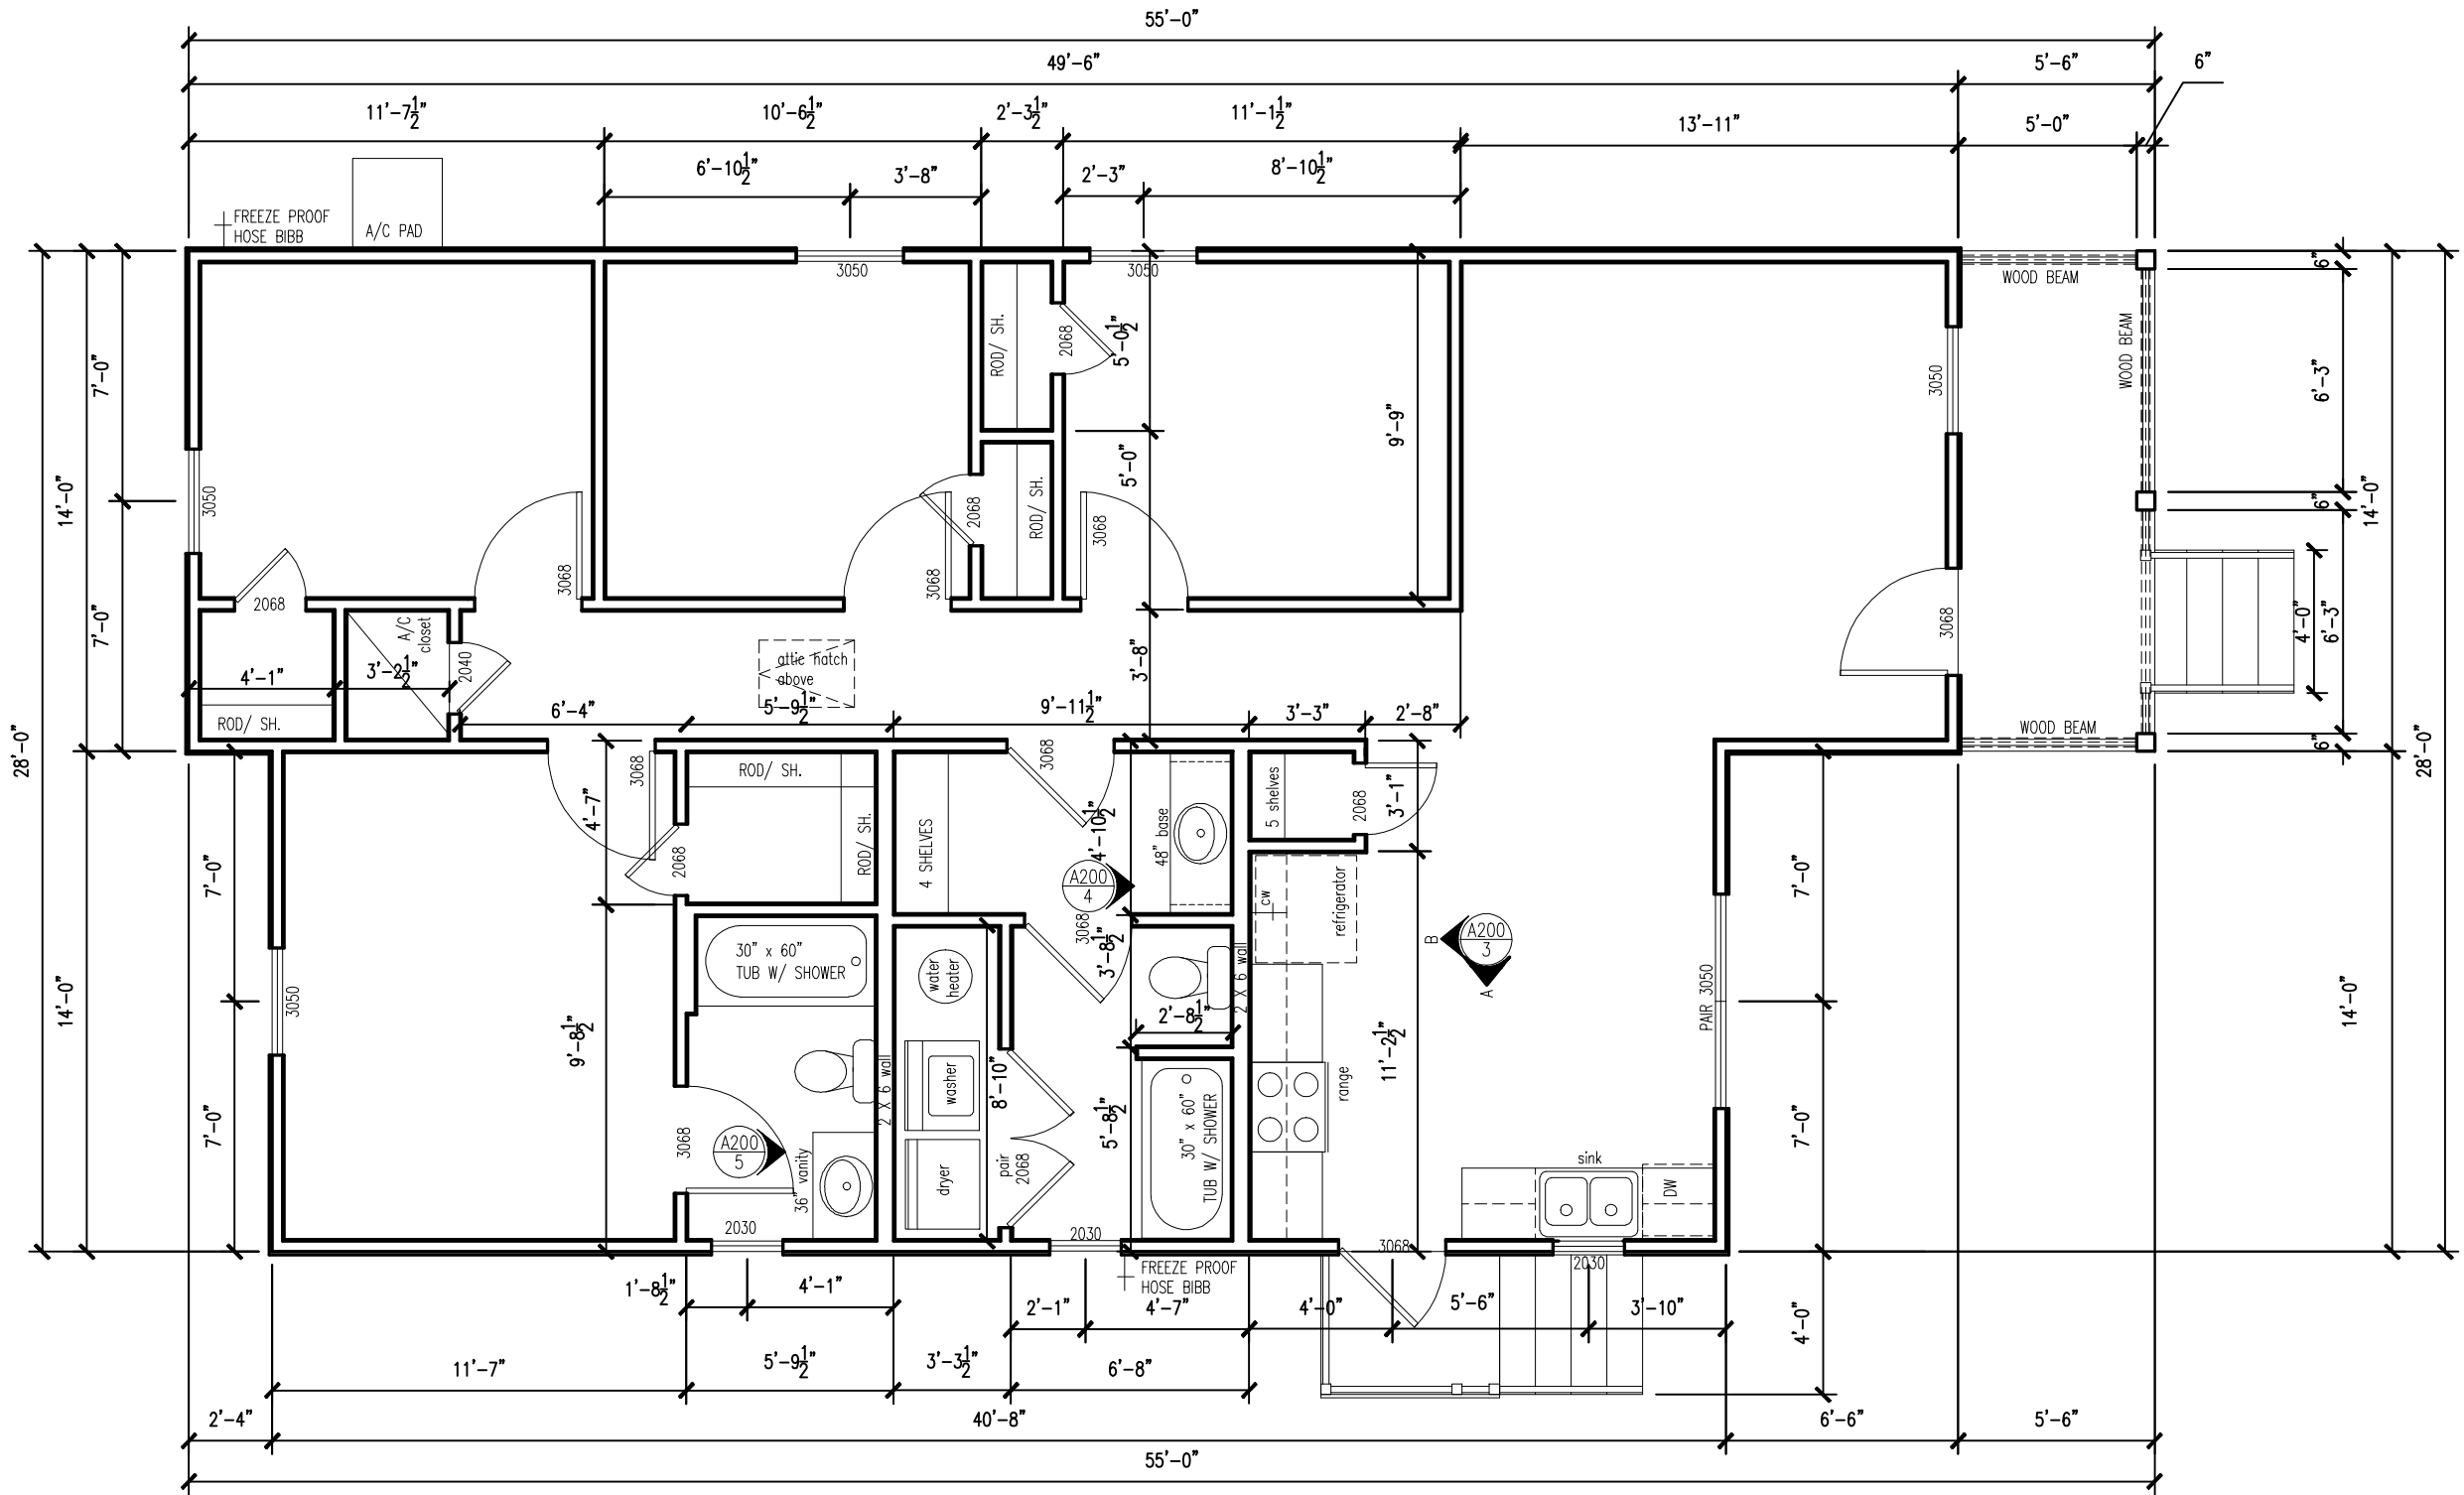 55'-0"
49'-6"
5'-6"
6"
11'-7 1/2"
10'-6 1/2"
2'-3 1/2"
11'-1 1/2"
13'-11"
5'-0"
6'-10 1/2"
3'-8"
2'-3"
8'-10 1/2"
FREEZE PROOF
HOSE BIBB
A/C PAD
3050
3050
WOOD BEAM
6"
ROD/ SH.
2068
5'-0 1/2"
WOOD BEAM
7'-0"
9'-9"
3050
6'-3"
14'-0"
3050
5'-0"
ROD/ SH.
2068
3068
6"
14'-0"
2068
3068
3068
7'-0"
A/C
closet
2040
3068
4'-0"
6'-3"
4'-1"
3'-2 1/2"
attic hatch
above
3'-8"
ROD/ SH.
6'-4"
5'-9 1/2"
9'-11 1/2"
3'-3"
2'-8"
WOOD BEAM
6"
28'-0"
28'-0"
3068
ROD/ SH.
3068
4'-7"
4'-10 1/2"
48" base
5 shelves
2068
3'-1"
2068
ROD/ SH.
4 SHELVES
7'-0"
7'-0"
A200
4
cw
refrigerator
3068
B
A200
3
A
30" x 60"
TUB W/ SHOWER
water
heater
3'-8 1/2"
2 X 6 wall
14'-0"
3050
PAIR 3050
14'-0"
2'-8 1/2"
9'-8 1/2"
11'-2 1/2"
2 X 6 wall
washer
8'-10"
range
7'-0"
5'-8 1/2"
30" x 60"
TUB W/ SHOWER
7'-0"
3068
A200
5
36" vanity
dryer
pair
2068
sink
DW
2030
2030
3068
2030
FREEZE PROOF
HOSE BIBB
1'-8 1/2"
4'-1"
2'-1"
4'-7"
4'-0"
5'-6"
3'-10"
4'-0"
11'-7"
5'-9 1/2"
3'-3 1/2"
6'-8"
2'-4"
40'-8"
6'-6"
5'-6"
55'-0"